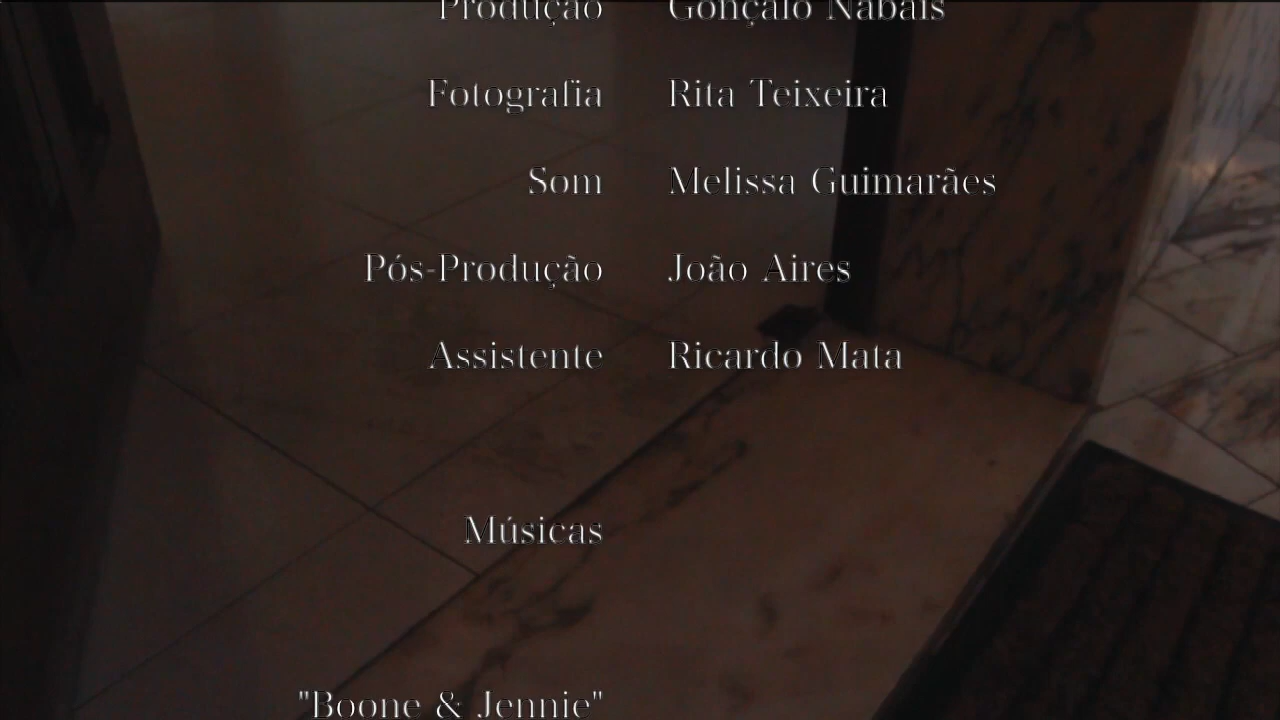 Produção Gonçalo Nabais
Fotografia Rita Teixeira
Som Melissa Guimarães
Pós-Produção João Aires
Assistente Ricardo Mata
Músicas
"Boone & Jennie"